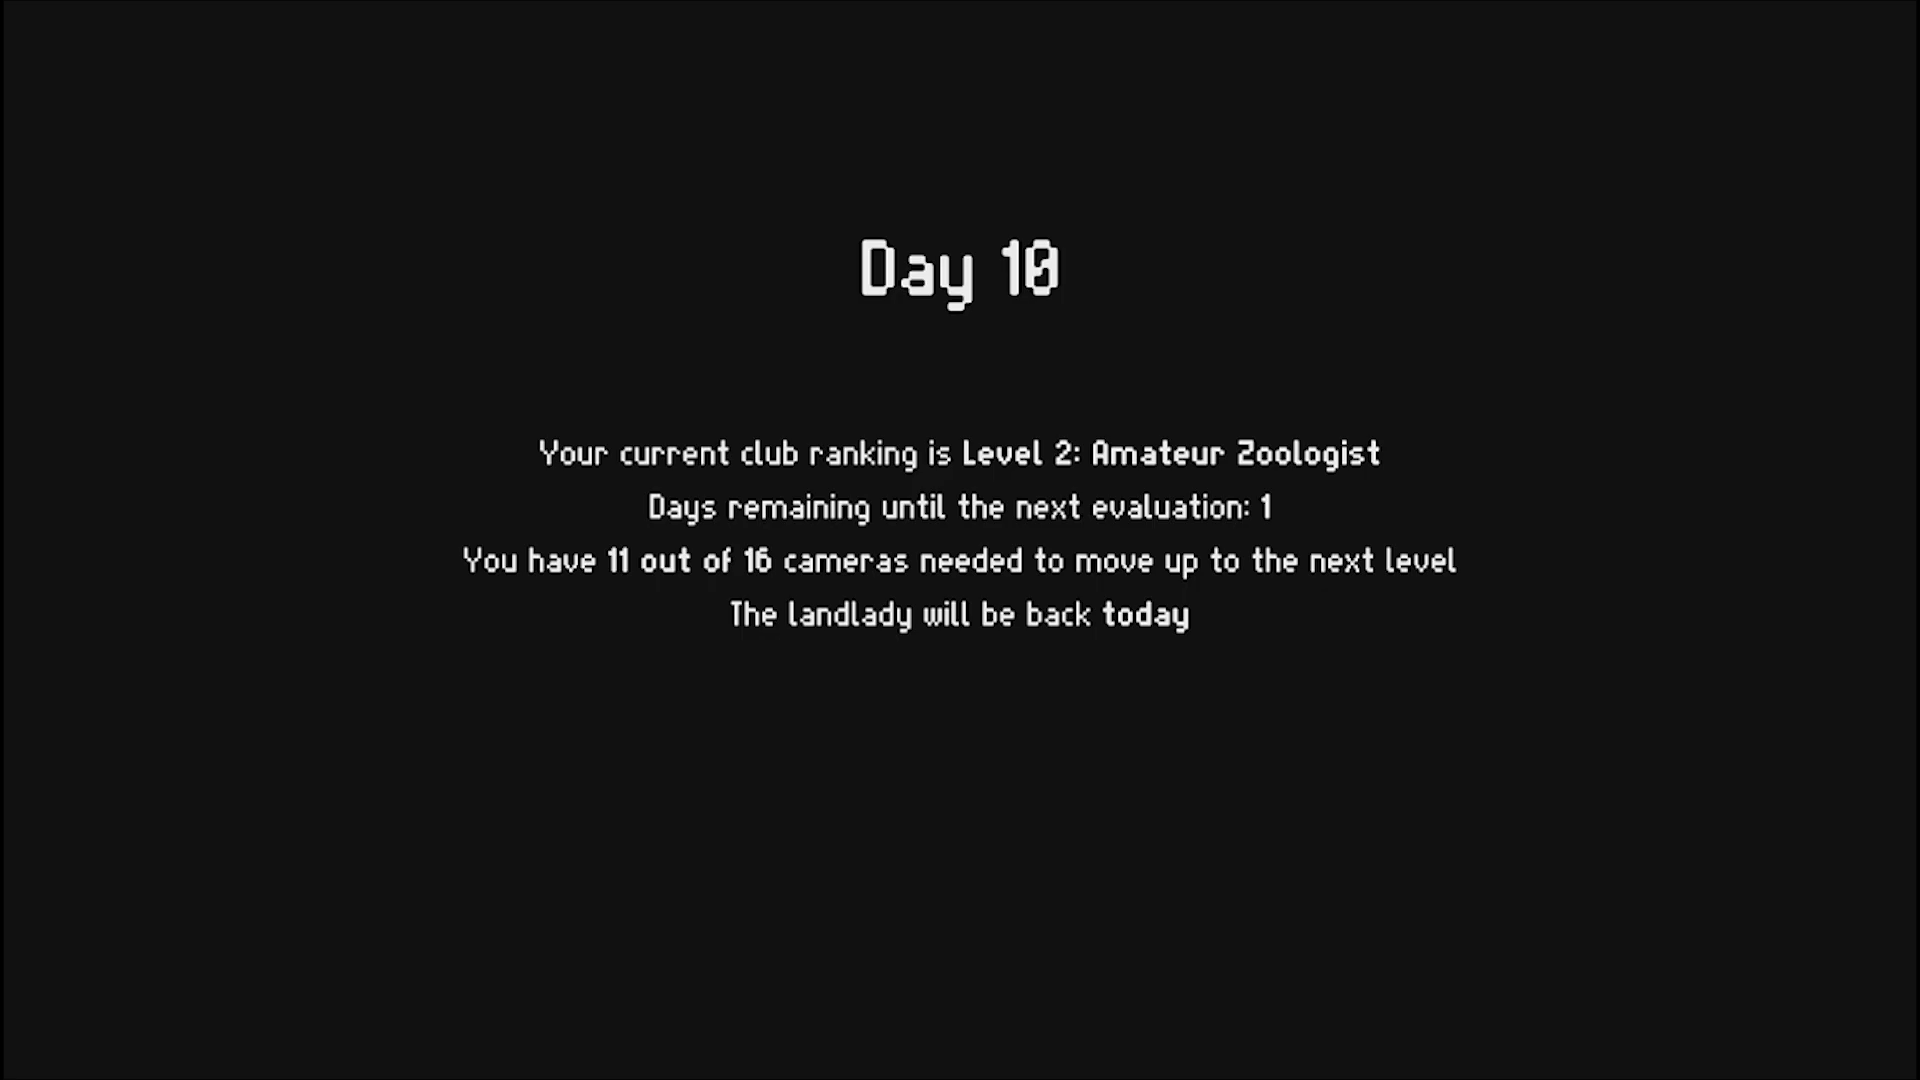 Day 10
Your current club ranking is Level 2: Amateur Zoologist
Days remaining until the next evaluation: 1
You have 11 out of 16 cameras needed to move up to the next level
The landlady will be back today